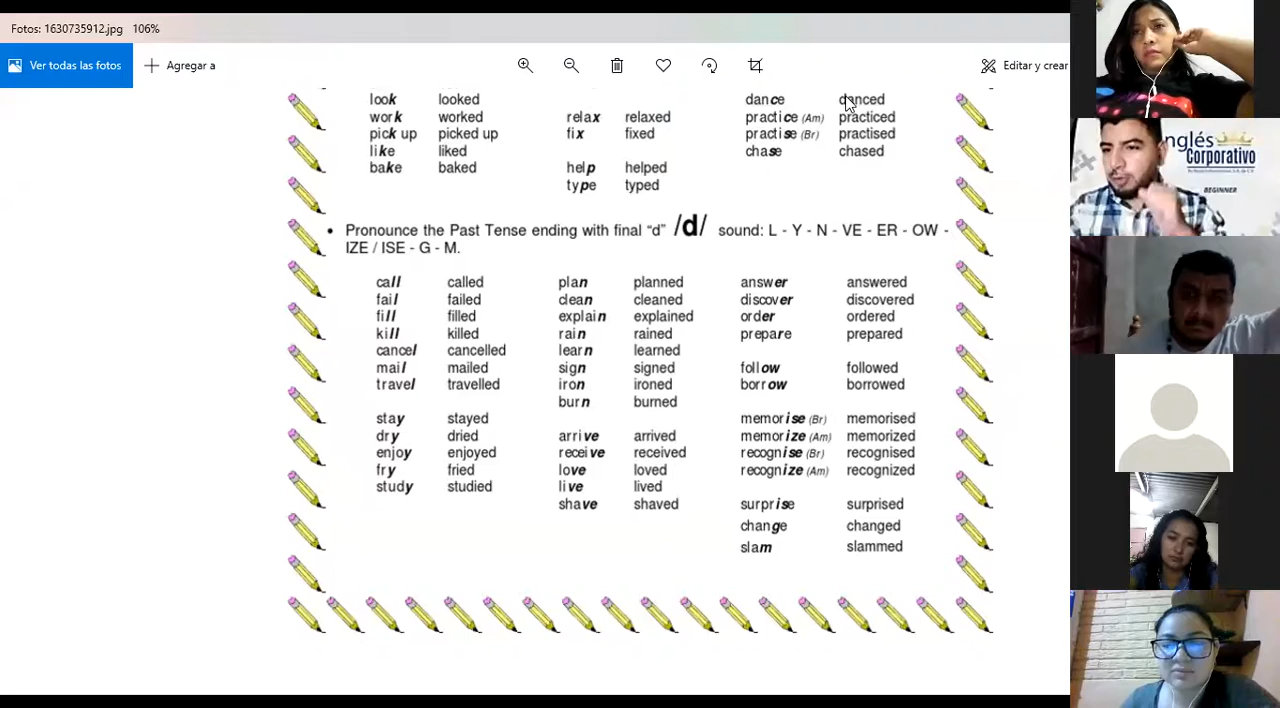 Fotos: 1630735912.jpg 106%
Ver todas las fotos
Agregar a
Editar y crear
look looked
work worked
pick up picked up
like liked
bake baked
relax relaxed
fix fixed
help helped
type typed
dance danced
practice (Am) practiced
practise (Br) practised
chase chased
• Pronounce the Past Tense ending with final “d” /d/ sound: L - Y - N - VE - ER - OW -
IZE / ISE - G - M.
call called
fail failed
fill filled
kill killed
cancel cancelled
mail mailed
travel travelled
stay stayed
dry dried
enjoy enjoyed
fry fried
study studied
plan planned
clean cleaned
explain explained
rain rained
learn learned
sign signed
iron ironed
burn burned
arrive arrived
receive received
love loved
live lived
shave shaved
answer answered
discover discovered
order ordered
prepare prepared
follow followed
borrow borrowed
memorise (Br) memorised
memorize (Am) memorized
recognise (Br) recognised
recognize (Am) recognized
surprise surprised
change changed
slam slammed
nglés
Corporativo
BEGINNER